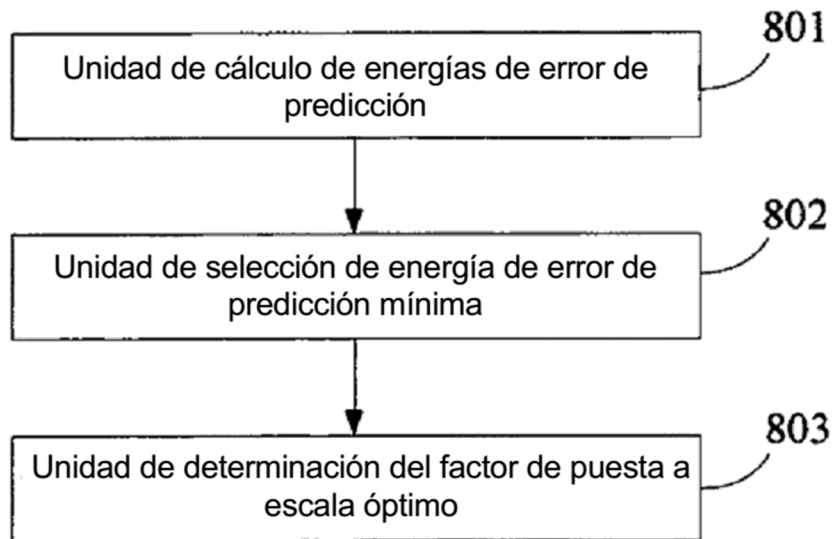 801
Unidad de cálculo de energías de error de
predicción
802
Unidad de selección de energía de error de
predicción mínima
803
Unidad de determinación del factor de puesta a
escala óptimo